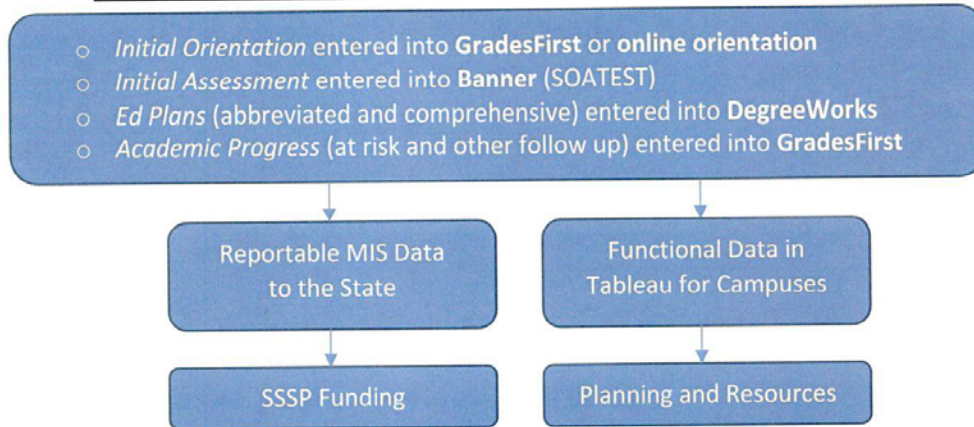 ○ Initial Orientation entered into GradesFirst or online orientation
○ Initial Assessment entered into Banner (SOATEST)
○ Ed Plans (abbreviated and comprehensive) entered into DegreeWorks
○ Academic Progress (at risk and other follow up) entered into GradesFirst
Reportable MIS Data
to the State
Functional Data in
Tableau for Campuses
SSSP Funding
Planning and Resources